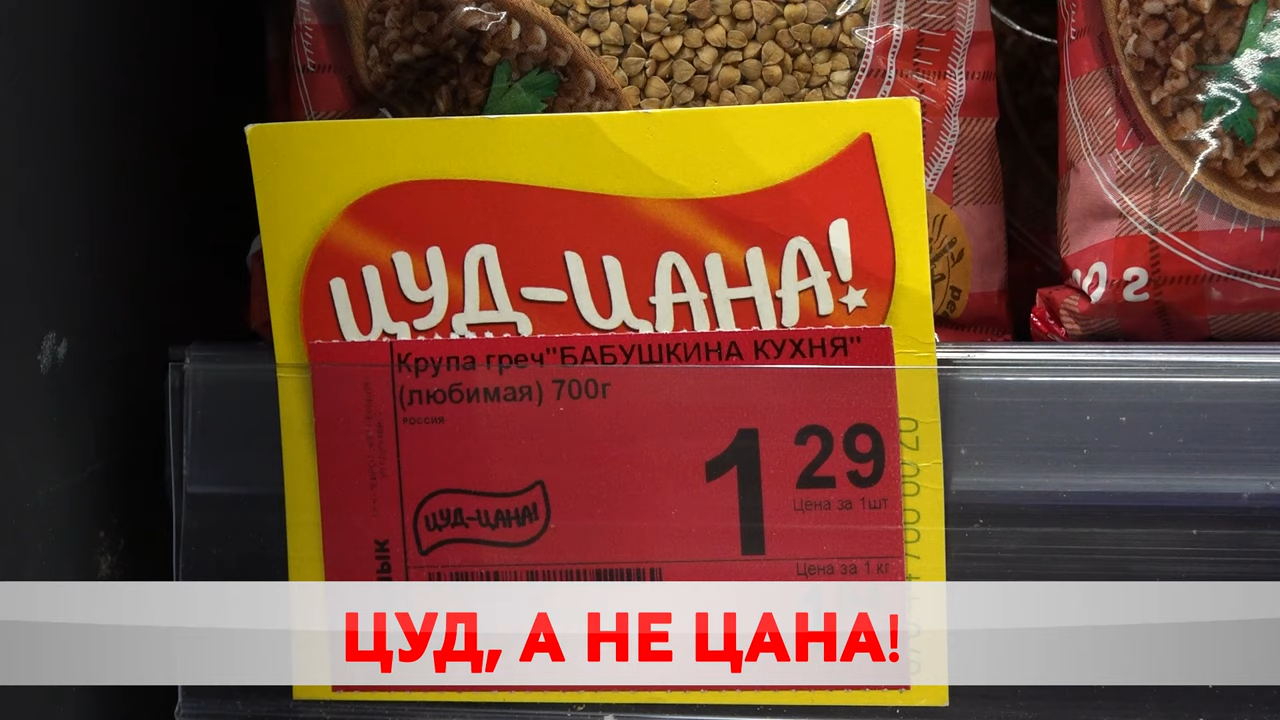 0 г
ЦУД-ЦАНА!
Крупа греч"БАБУШКИНА КУХНЯ"
(любимая) 700г
РОССИЯ
1 29
Цена за 1шт
ЦУД-ЦАНА!
Цена за 1 кг
ЦУД, А НЕ ЦАНА!